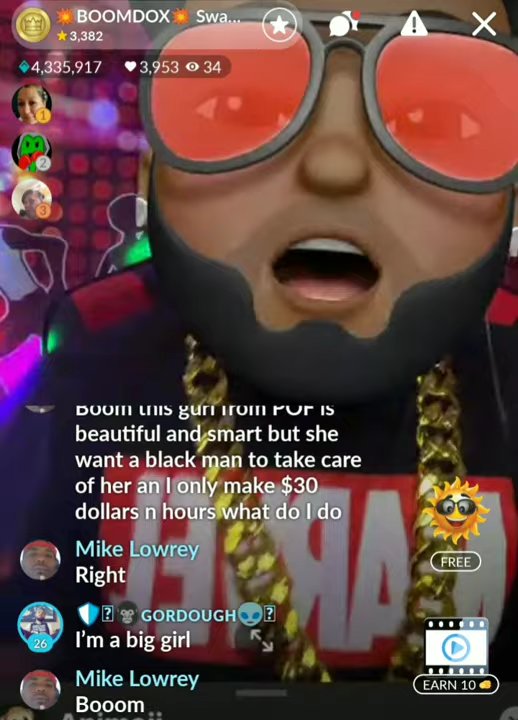 💥BOOMDOX💥 Swa...
⭐3,382
4,335,917 3,953 34
1
2
3
Boom this gurl from POF is
beautiful and smart but she
want a black man to take care
of her an I only make $30
dollars n hours what do I do
FREE
Mike Lowrey
Right
GORDOUGH👽
26
I'm a big girl
Mike Lowrey
Booom
EARN 10
Animoji